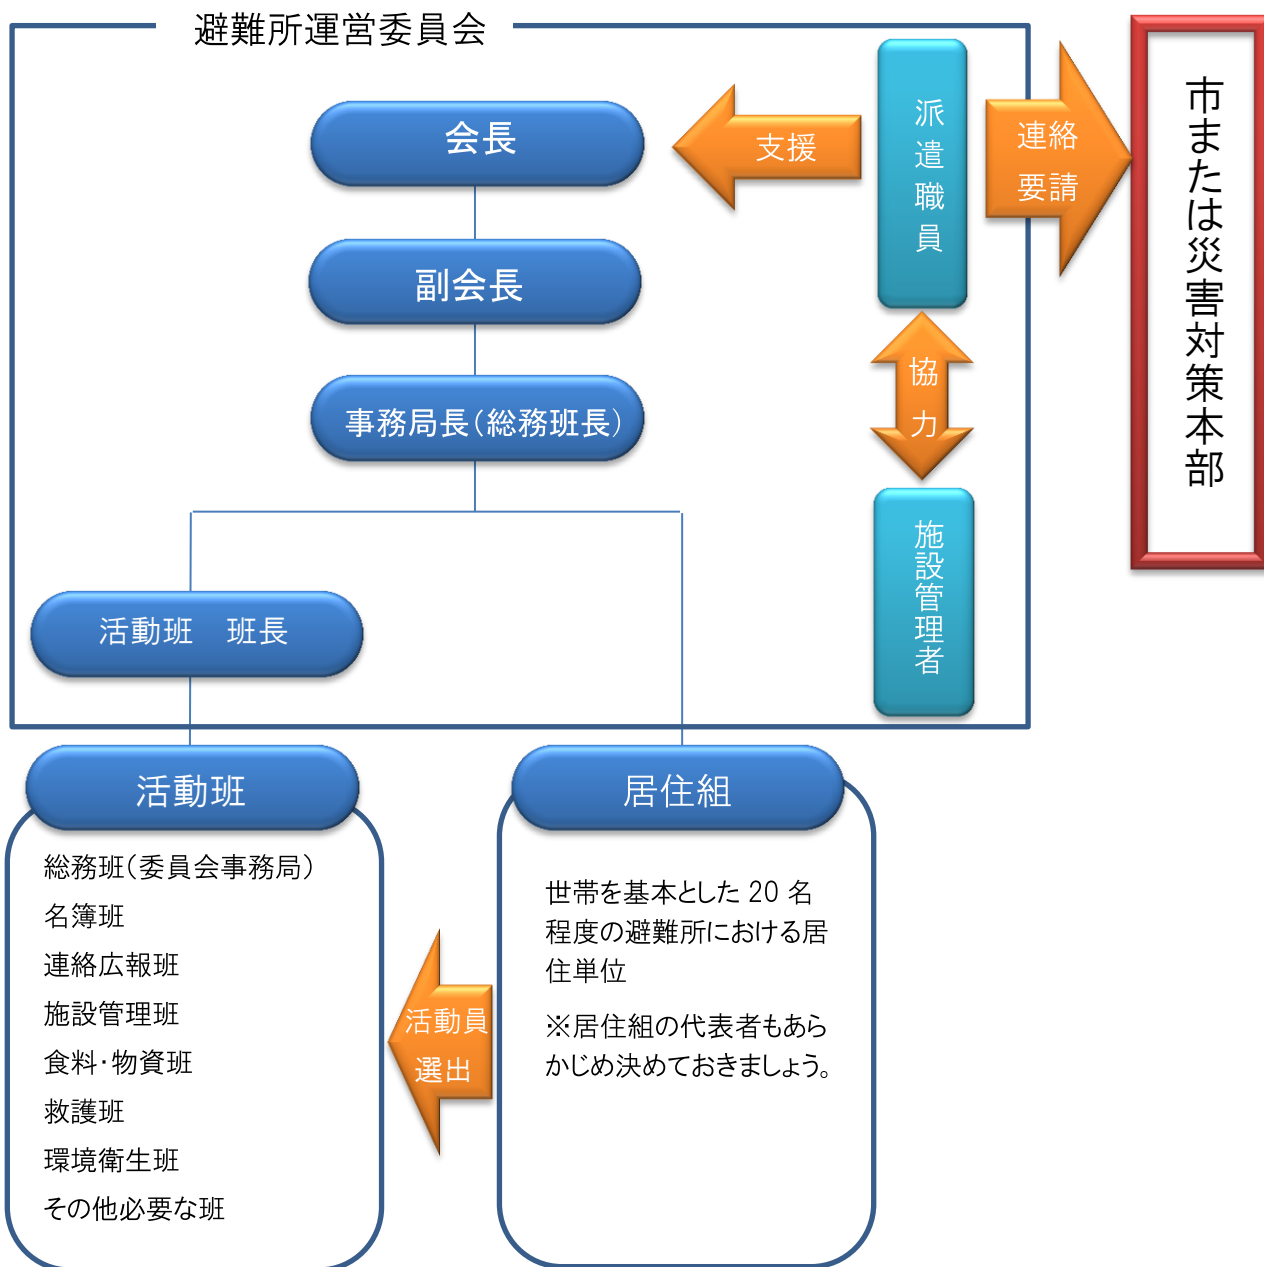 避難所運営委員会
会長
副会長
事務局長(総務班長)
活動班　班長
支援
派遣職員
連絡
要請
市または災害対策本部
協力
施設管理者
活動班
総務班(委員会事務局)
名簿班
連絡広報班
施設管理班
食料・物資班
救護班
環境衛生班
その他必要な班
活動員
選出
居住組
世帯を基本とした 20 名
程度の避難所における居
住単位
※居住組の代表者もあら
かじめ決めておきましょう。